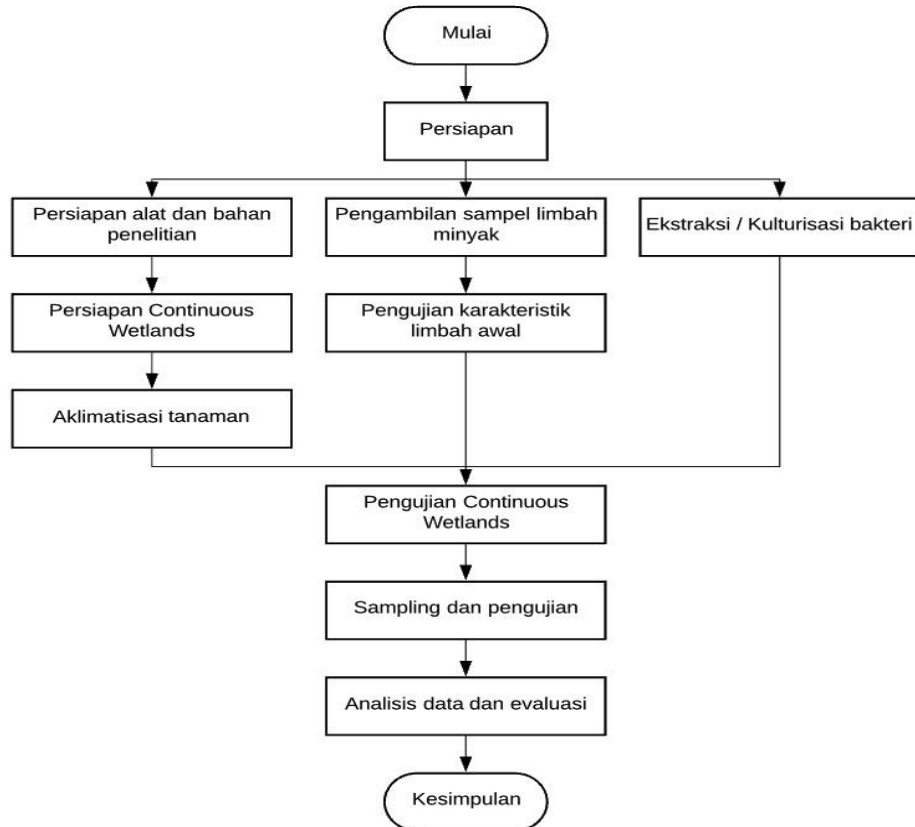 Mulai
Persiapan
Persiapan alat dan bahan
penelitian
Pengambilan sampel limbah
minyak
Ekstraksi / Kulturisasi bakteri
Persiapan Continuous
Wetlands
Pengujian karakteristik
limbah awal
Aklimatisasi tanaman
Pengujian Continuous
Wetlands
Sampling dan pengujian
Analisis data dan evaluasi
Kesimpulan